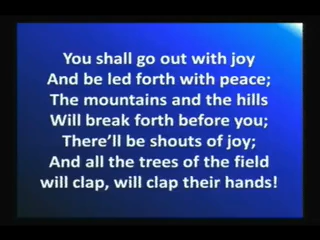 You shall go out with joy
And be led forth with peace;
The mountains and the hills
Will break forth before you;
There'll be shouts of joy;
And all the trees of the field
will clap, will clap their hands!